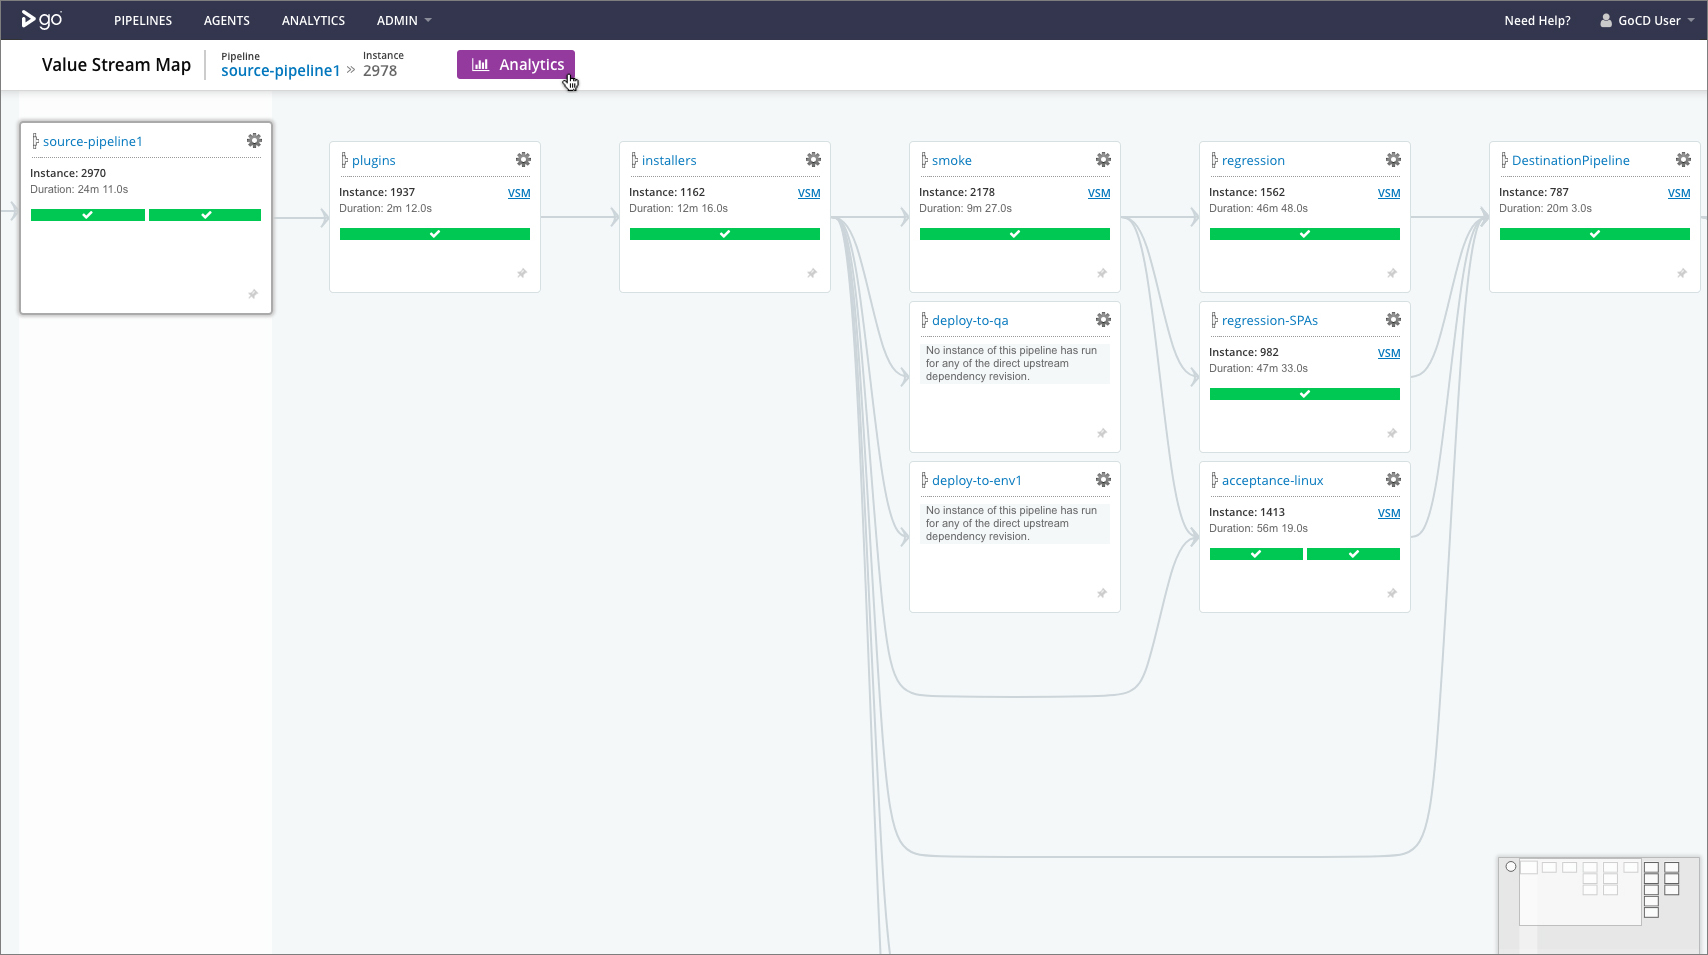 go
PIPELINES
AGENTS
ANALYTICS
ADMIN
Need Help?
GoCD User
Value Stream Map
Pipeline
source-pipeline1 »
Instance
2978
Analytics
source-pipeline1
Instance: 2970
Duration: 24m 11.0s
plugins
Instance: 1937
VSM
Duration: 2m 12.0s
installers
Instance: 1162
VSM
Duration: 12m 16.0s
smoke
Instance: 2178
VSM
Duration: 9m 27.0s
regression
Instance: 1562
VSM
Duration: 46m 48.0s
DestinationPipeline
Instance: 787
VSM
Duration: 20m 3.0s
deploy-to-qa
No instance of this pipeline has run
for any of the direct upstream
dependency revision.
regression-SPAs
Instance: 982
VSM
Duration: 47m 33.0s
deploy-to-env1
No instance of this pipeline has run
for any of the direct upstream
dependency revision.
acceptance-linux
Instance: 1413
VSM
Duration: 56m 19.0s